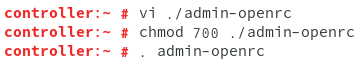 controller:~ # vi ./admin-openrc
controller:~ # chmod 700 ./admin-openrc
controller:~ # . admin-openrc